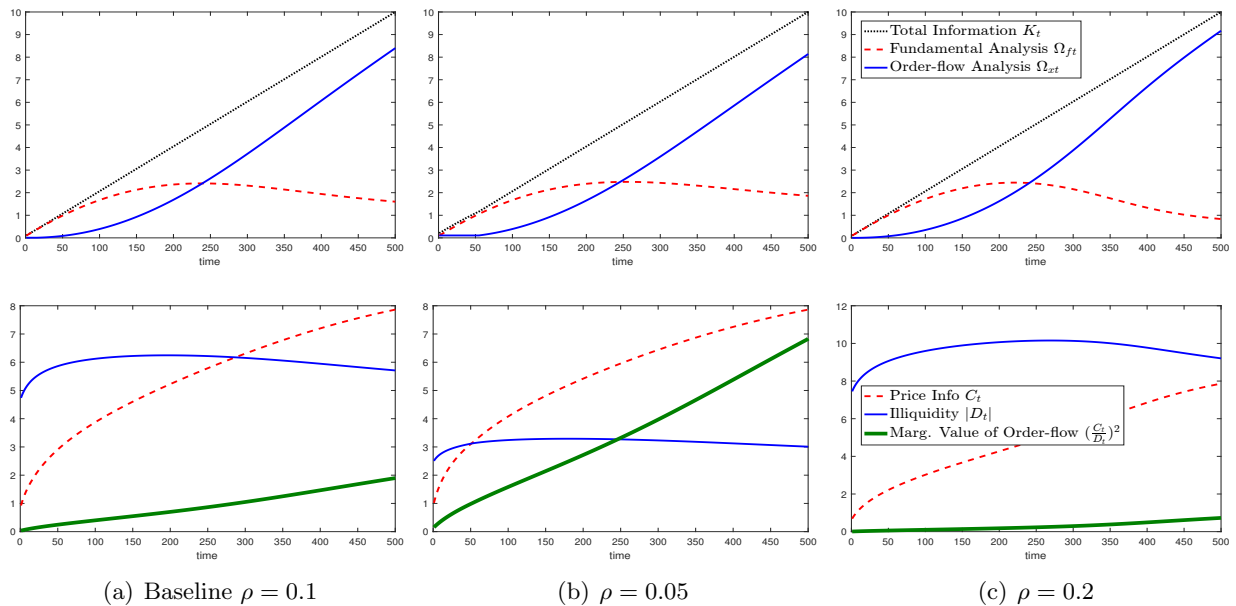 10
9
8
7
6
5
4
3
2
1
0
0 50 100 150 200 250 300 350 400 450 500
time
10
9
8
7
6
5
4
3
2
1
0
0 50 100 150 200 250 300 350 400 450 500
time
10
9
8
7
6
5
4
3
2
1
0
0 50 100 150 200 250 300 350 400 450 500
time
Total Information K_t
Fundamental Analysis Ω_ft
Order-flow Analysis Ω_xt
8
7
6
5
4
3
2
1
0
0 50 100 150 200 250 300 350 400 450 500
time
8
7
6
5
4
3
2
1
0
0 50 100 150 200 250 300 350 400 450 500
time
12
10
8
6
4
2
0
0 50 100 150 200 250 300 350 400 450 500
time
Price Info C_t
Illiquidity |D_t|
Marg. Value of Order-flow (C_t/D_t)²
(a) Baseline ρ = 0.1
(b) ρ = 0.05
(c) ρ = 0.2